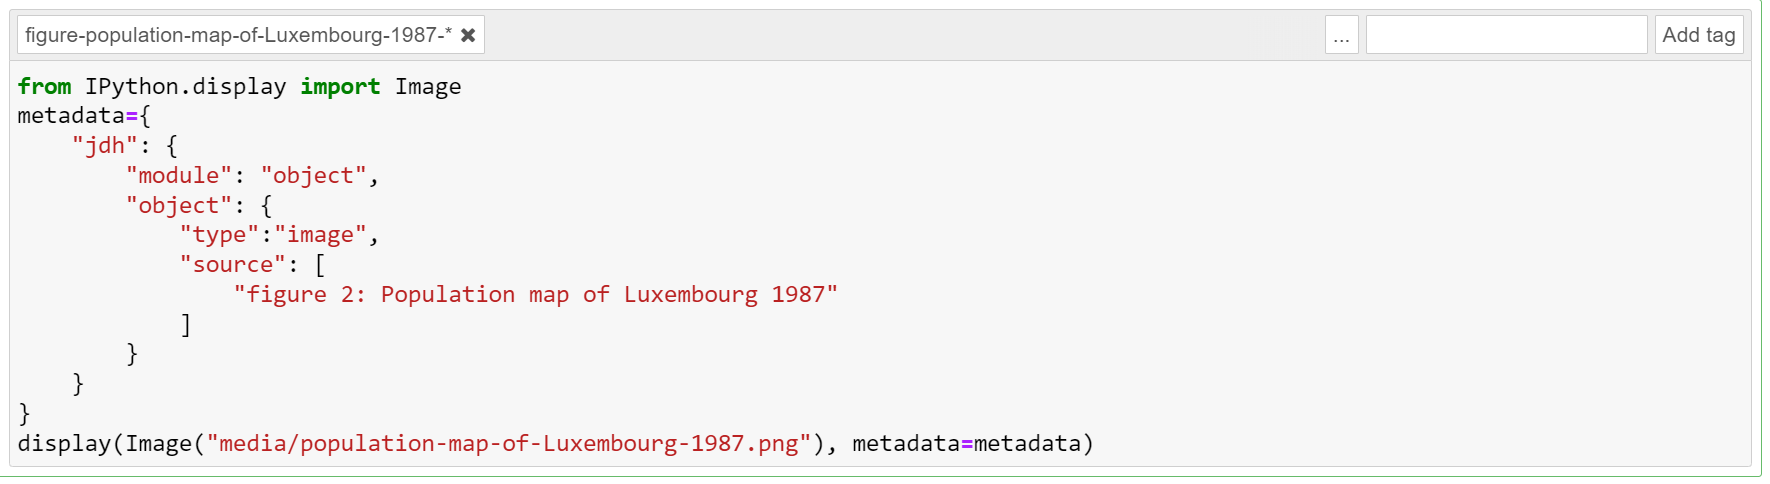 figure-population-map-of-Luxembourg-1987-* ✖ ... Add tag
from IPython.display import Image
metadata={
    "jdh": {
        "module": "object",
        "object": {
            "type":"image",
            "source": [
                "figure 2: Population map of Luxembourg 1987"
            ]
        }
    }
}
display(Image("media/population-map-of-Luxembourg-1987.png"), metadata=metadata)